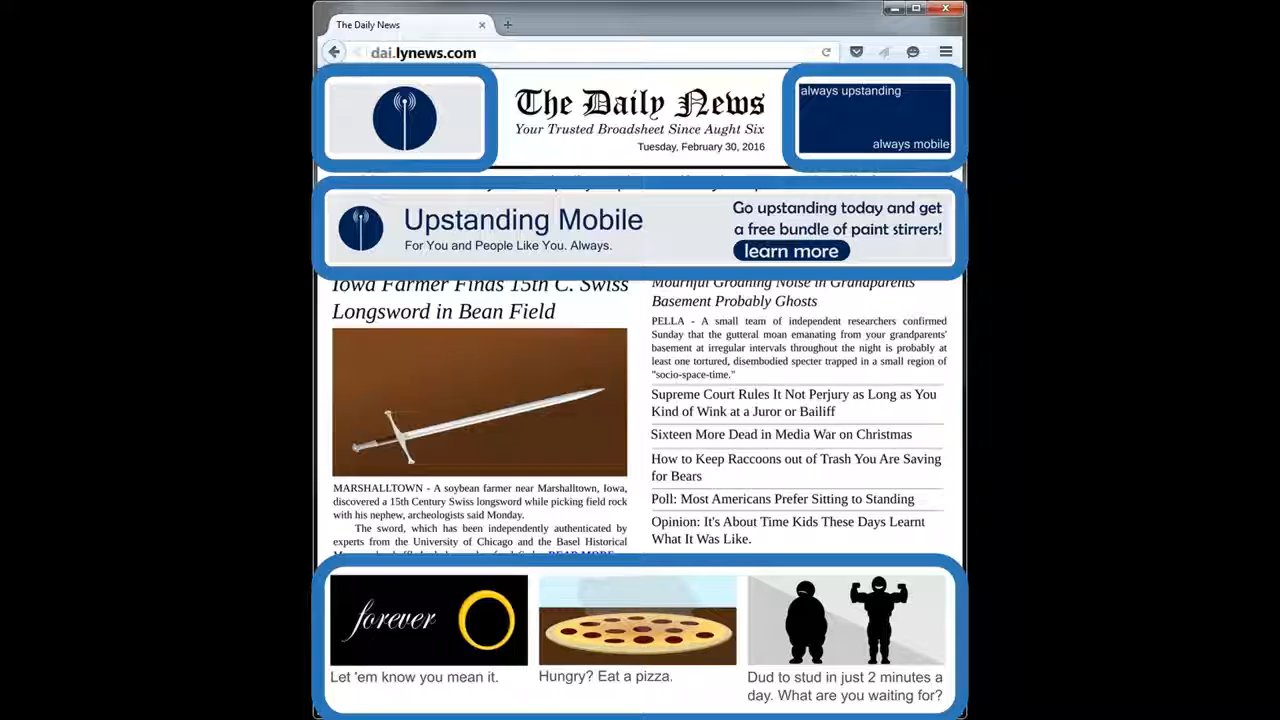 The Daily News
dai.lynews.com
The Daily News
Your Trusted Broadsheet Since Aught Six
Tuesday, February 30, 2016
always upstanding
always mobile
Upstanding Mobile
For You and People Like You. Always.
Go upstanding today and get
a free bundle of paint stirrers!
learn more
Iowa Farmer Finds 15th C. Swiss
Longsword in Bean Field
MARSHALLTOWN - A soybean farmer near Marshalltown, Iowa,
discovered a 15th Century Swiss longsword while picking field rock
with his nephew, archeologists said Monday.
The sword, which has been independently authenticated by
experts from the University of Chicago and the Basel Historical
READ MORE
Mournful Groaning Noise in Grandparents'
Basement Probably Ghosts
PELLA - A small team of independent researchers confirmed
Sunday that the gutteral moan emanating from your grandparents'
basement at irregular intervals throughout the night is probably at
least one tortured, disembodied specter trapped in a small region of
"socio-space-time."
Supreme Court Rules It Not Perjury as Long as You
Kind of Wink at a Juror or Bailiff
Sixteen More Dead in Media War on Christmas
How to Keep Raccoons out of Trash You Are Saving
for Bears
Poll: Most Americans Prefer Sitting to Standing
Opinion: It's About Time Kids These Days Learnt
What It Was Like.
forever
Let 'em know you mean it.
Hungry? Eat a pizza.
Dud to stud in just 2 minutes a
day. What are you waiting for?